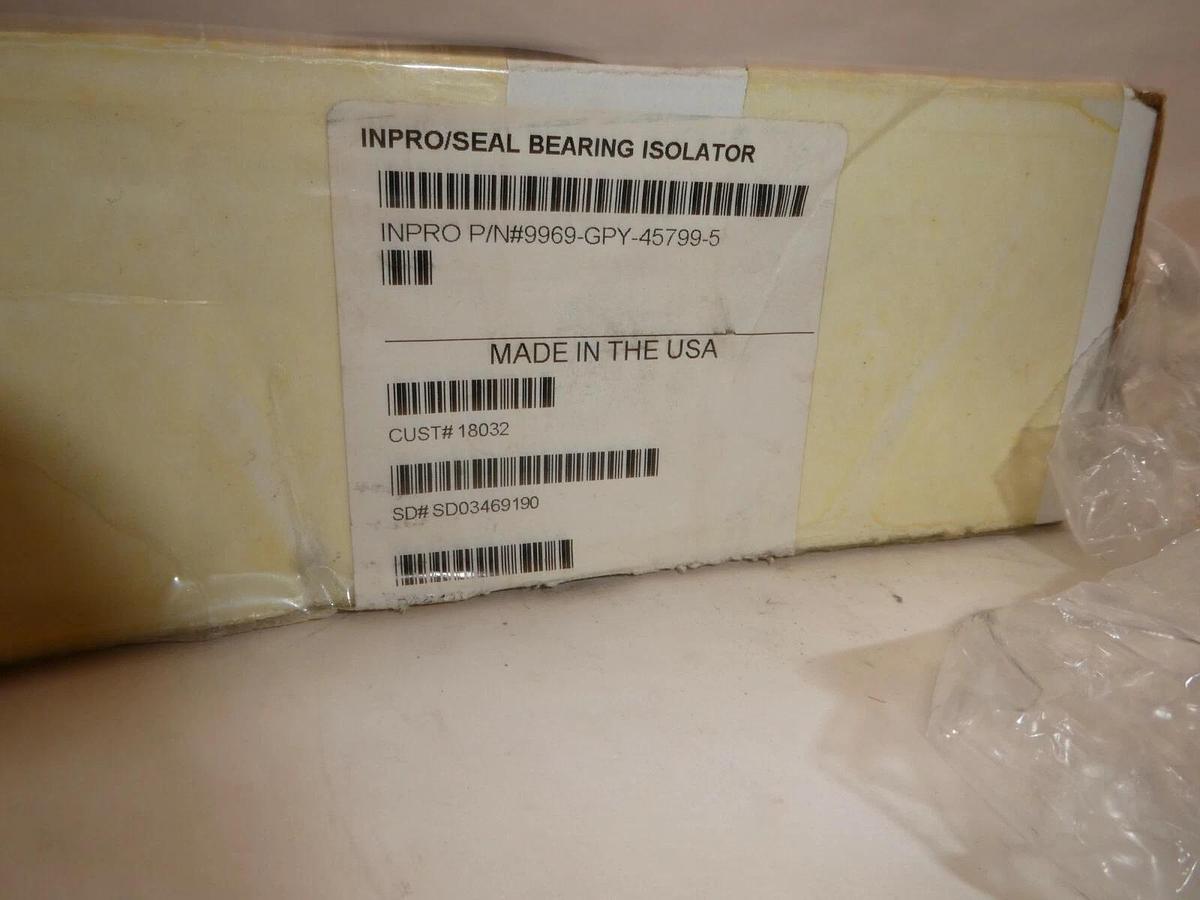 INPRO/SEAL BEARING ISOLATOR
INPRO P/N#9969-GPY-45799-5
MADE IN THE USA
CUST# 18032
SD# SD03469190